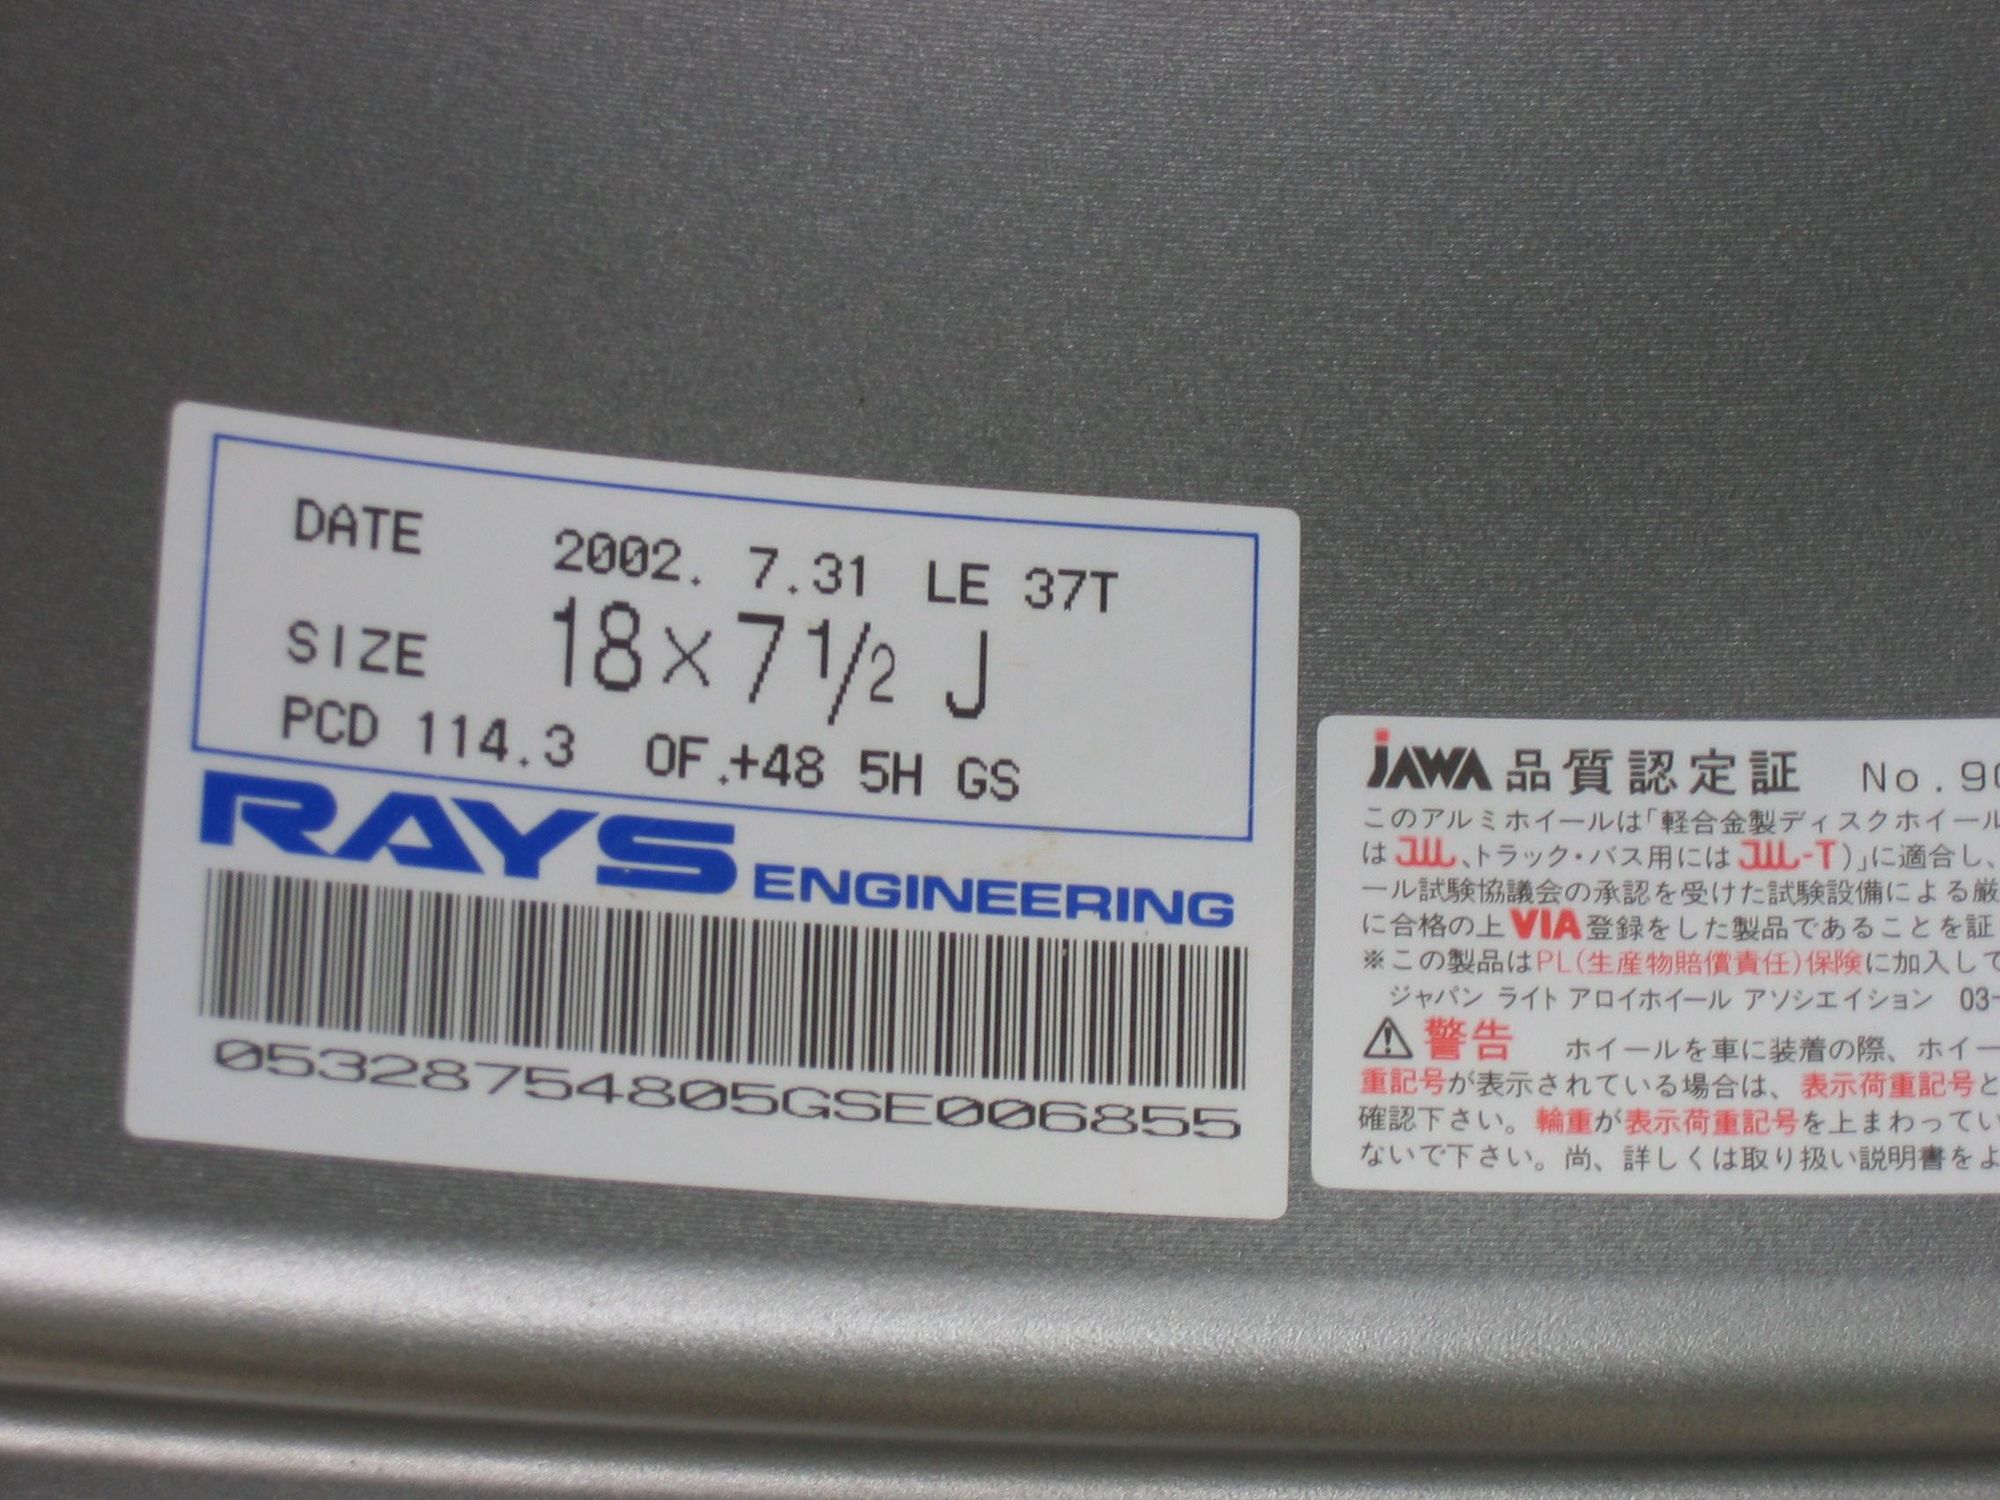 DATE 2002. 7.31 LE 37T
SIZE 18×7 1/2 J
PCD 114.3 OF.+48 5H GS
RAYS ENGINEERING
05328754805GSE006855
JAWA 品質認定証 No.90
このアルミホイールは「軽合金製ディスクホイール
は JWL、トラック・バス用には JWL-T)」に適合し、
ール試験協議会の承認を受けた試験設備による厳
に合格の上 VIA 登録をした製品であることを証
※この製品はPL(生産物賠償責任)保険に加入して
ジャパン ライト アロイホイール アソシエイション 03-
警告 ホイールを車に装着の際、ホイー
重記号が表示されている場合は、表示荷重記号と
確認下さい。輪重が表示荷重記号を上まわってい
ないで下さい。尚、詳しくは取り扱い説明書をよ